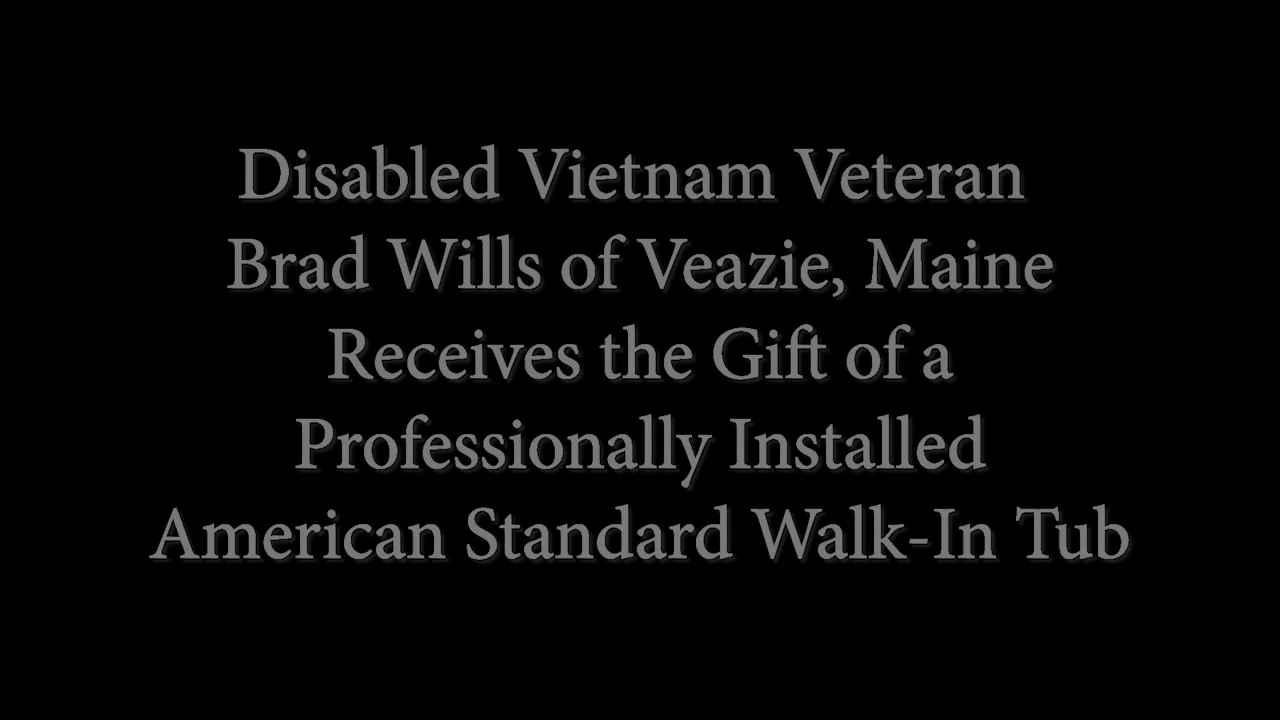 Disabled Vietnam Veteran
Brad Wills of Veazie, Maine
Receives the Gift of a
Professionally Installed
American Standard Walk-In Tub